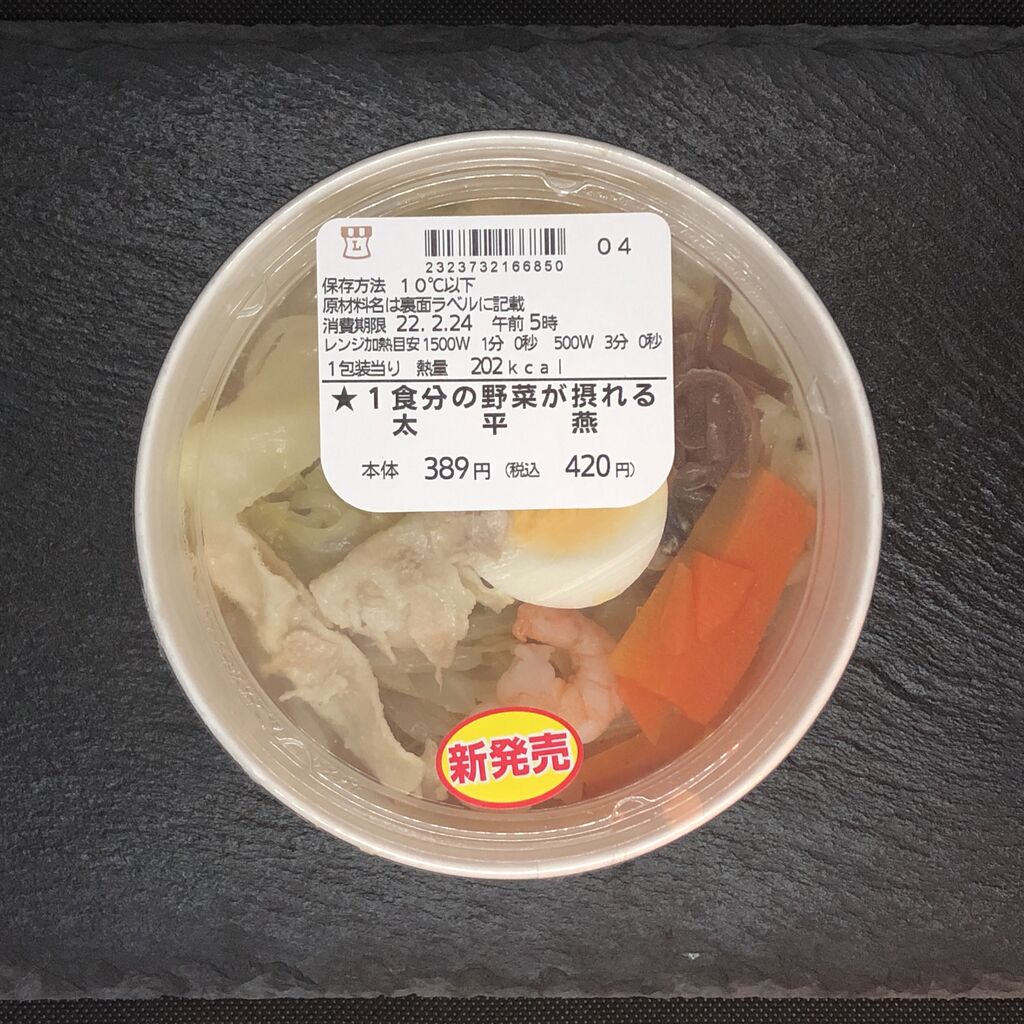 L
04
2323732166850
保存方法 10℃以下
原材料名は裏面ラベルに記載
消費期限 22.2.24 午前5時
レンジ加熱目安1500W 1分 0秒 500W 3分 0秒
1包装当り 熱量 202kcal
★1食分の野菜が摂れる
太 平 燕
本体 389円(税込 420円)
新発売